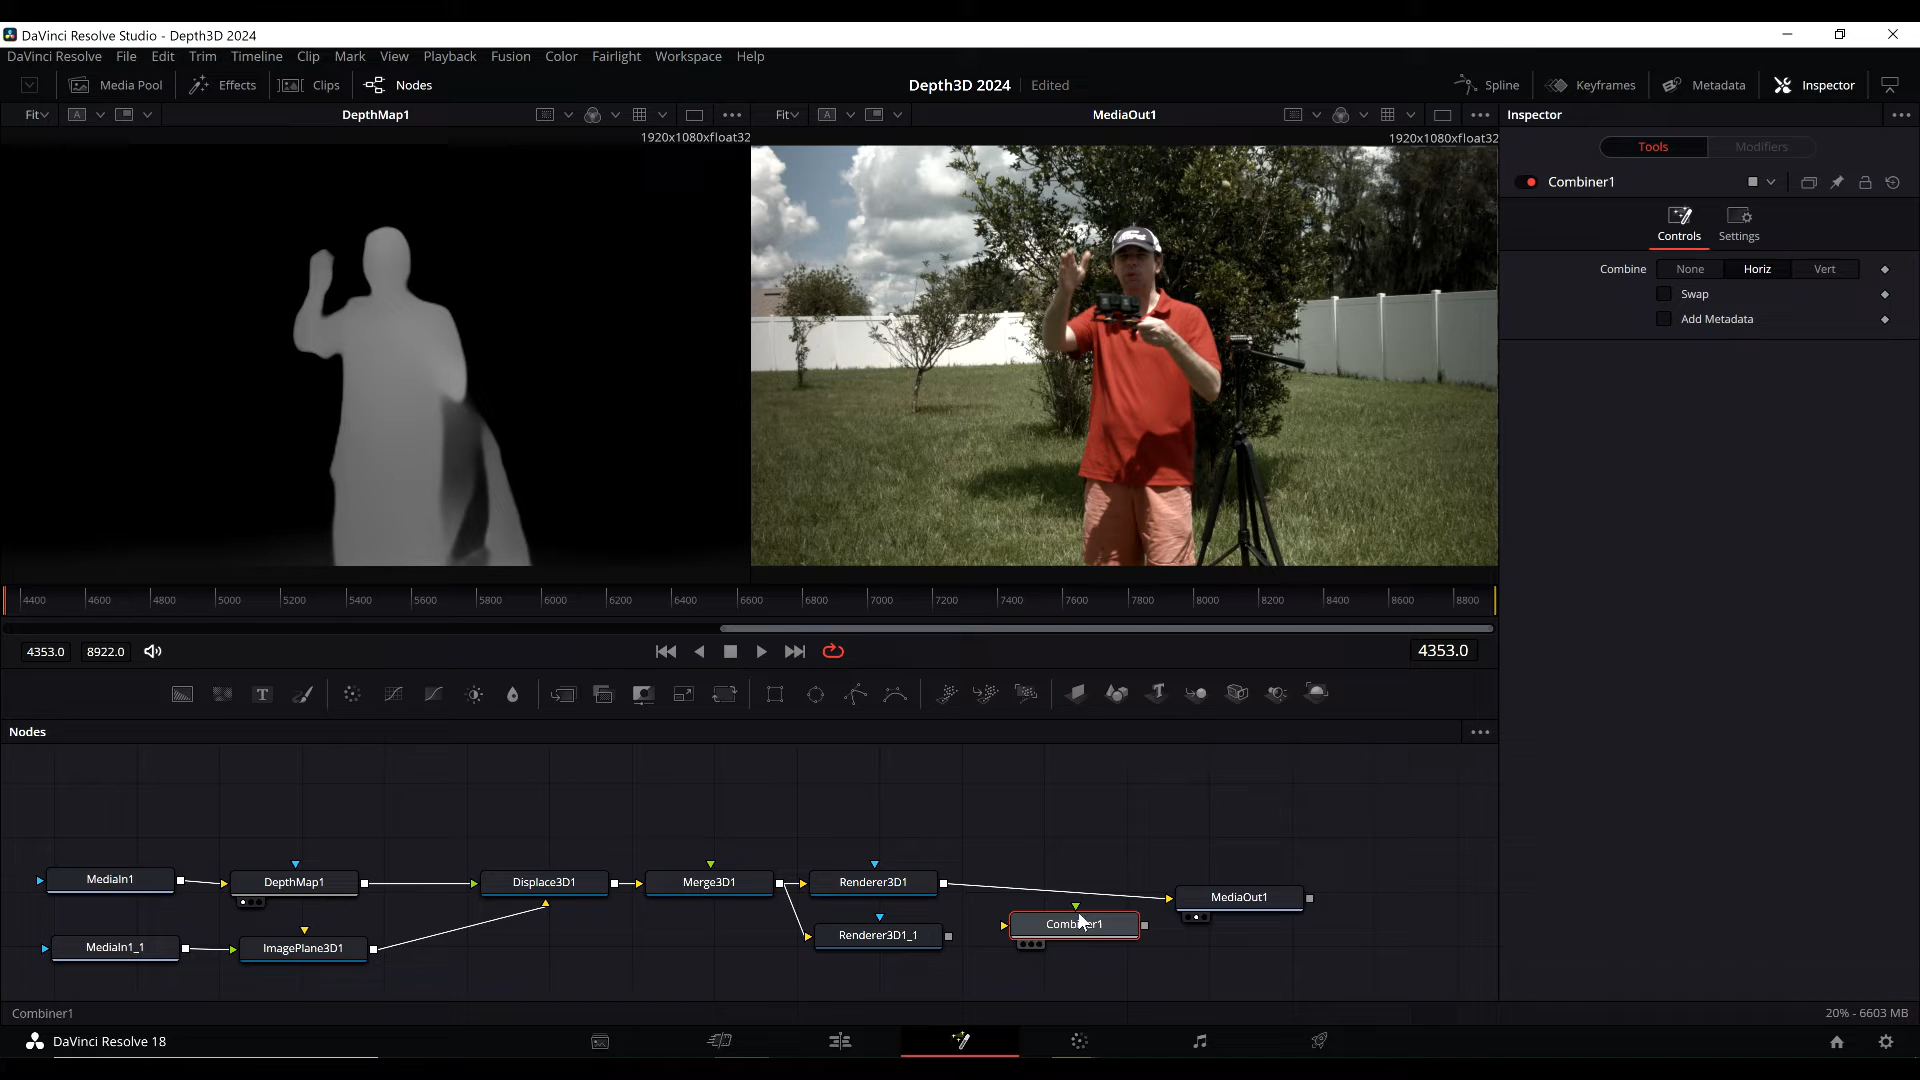 DaVinci Resolve Studio - Depth3D 2024
DaVinci Resolve File Edit Trim Timeline Clip Mark View Playback Fusion Color Fairlight Workspace Help
Media Pool Effects Clips Nodes Depth3D 2024 Edited Spline Keyframes Metadata Inspector
Fit A DepthMap1 Fit A MediaOut1 Inspector
1920x1080xfloat32 1920x1080xfloat32
Tools Modifiers
Combiner1
Controls Settings
Combine None Horiz Vert
Swap
Add Metadata
4400 4600 4800 5000 5200 5400 5600 5800 6000 6200 6400 6600 6800 7000 7200 7400 7600 7800 8000 8200 8400 8600 8800
4353.0 8922.0 4353.0
T T
Nodes
MediaIn1 DepthMap1 Displace3D1 Merge3D1 Renderer3D1 MediaOut1
MediaIn1_1 ImagePlane3D1 Renderer3D1_1
Combiner1 20% - 6603 MB
DaVinci Resolve 18